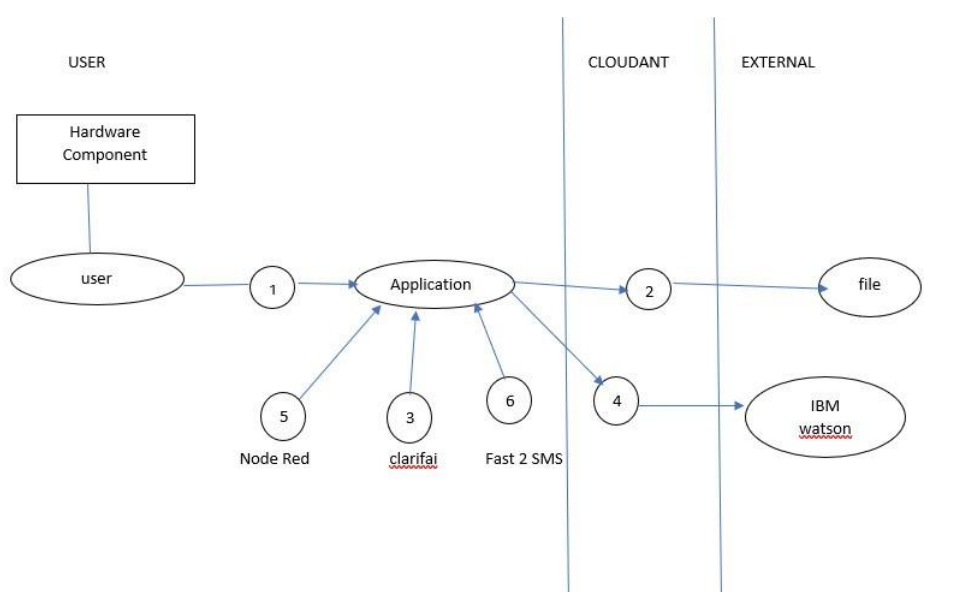 USER
CLOUDANT
EXTERNAL
Hardware
Component
user
1
Application
2
file
5
3
6
4
IBM
watson
Node Red
clarifai
Fast 2 SMS